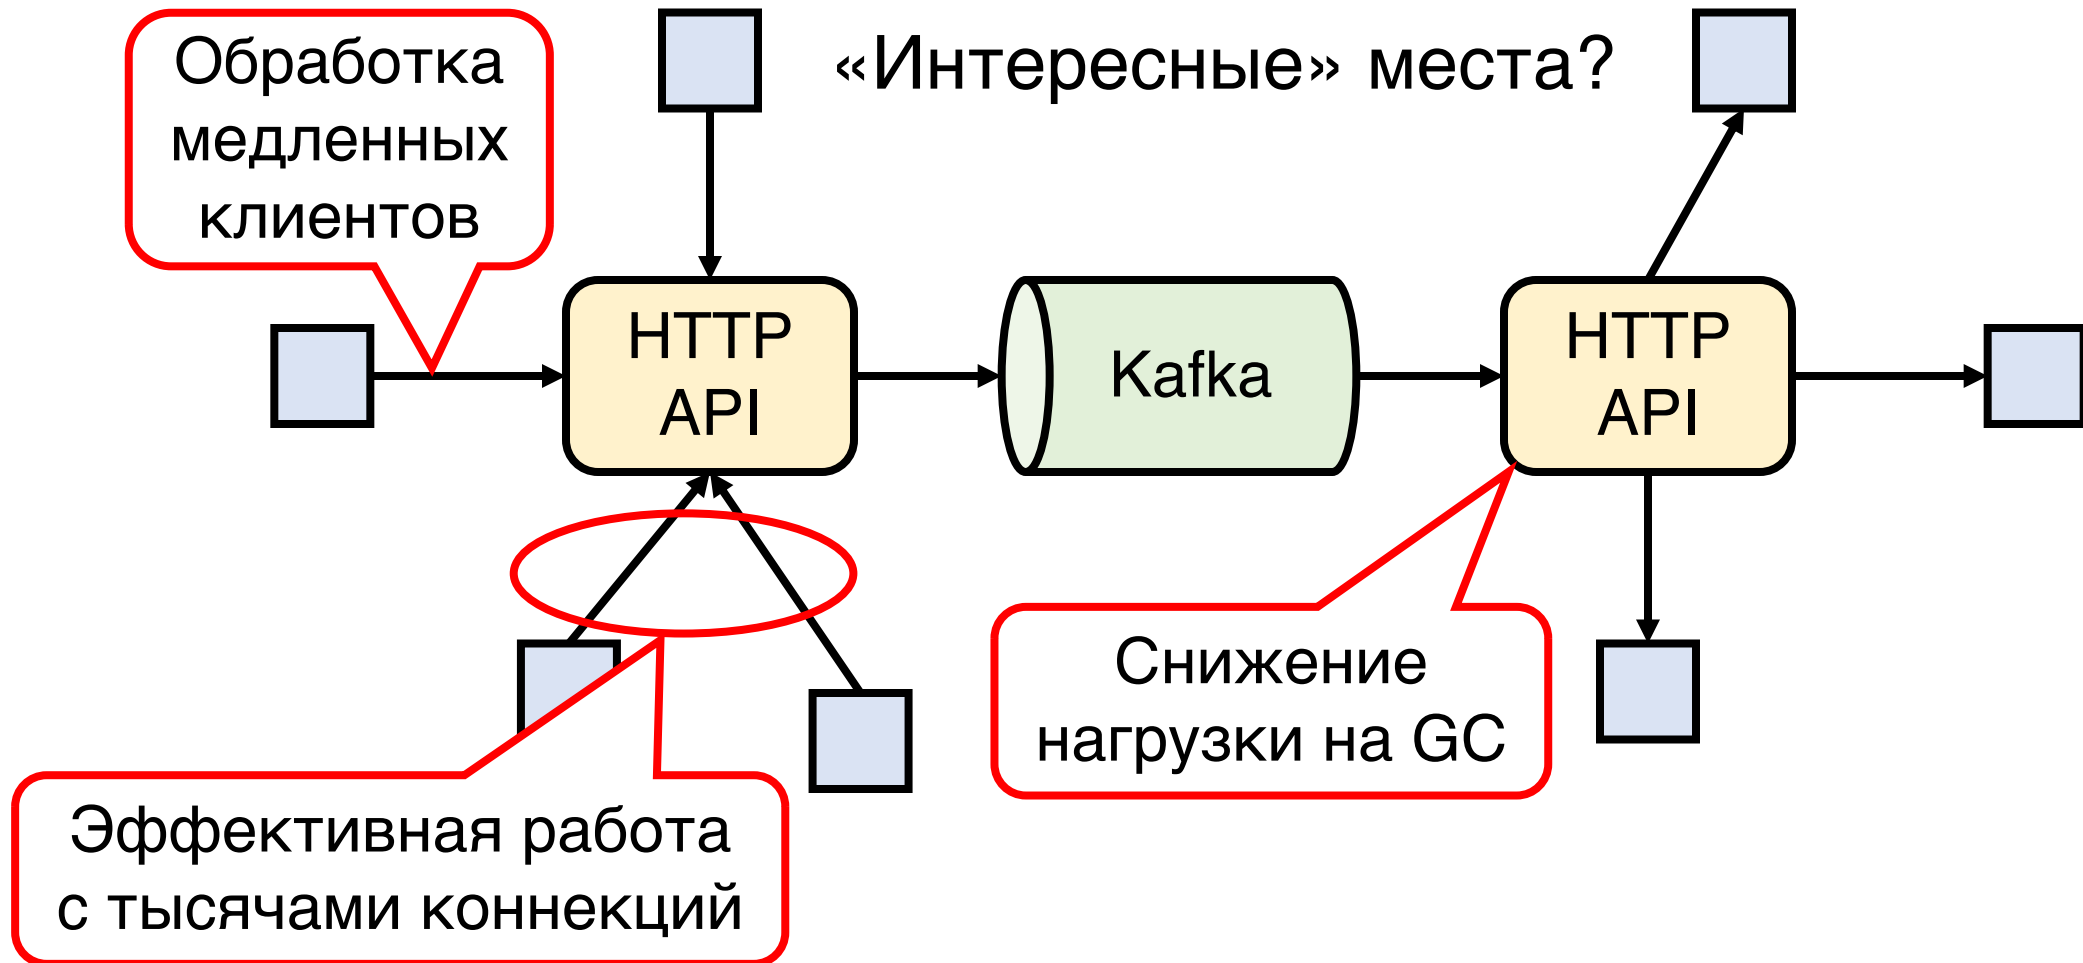 Обработка
медленных
клиентов
«Интересные» места?
HTTP
API
Kafka
HTTP
API
Снижение
нагрузки на GC
Эффективная работа
с тысячами коннекций